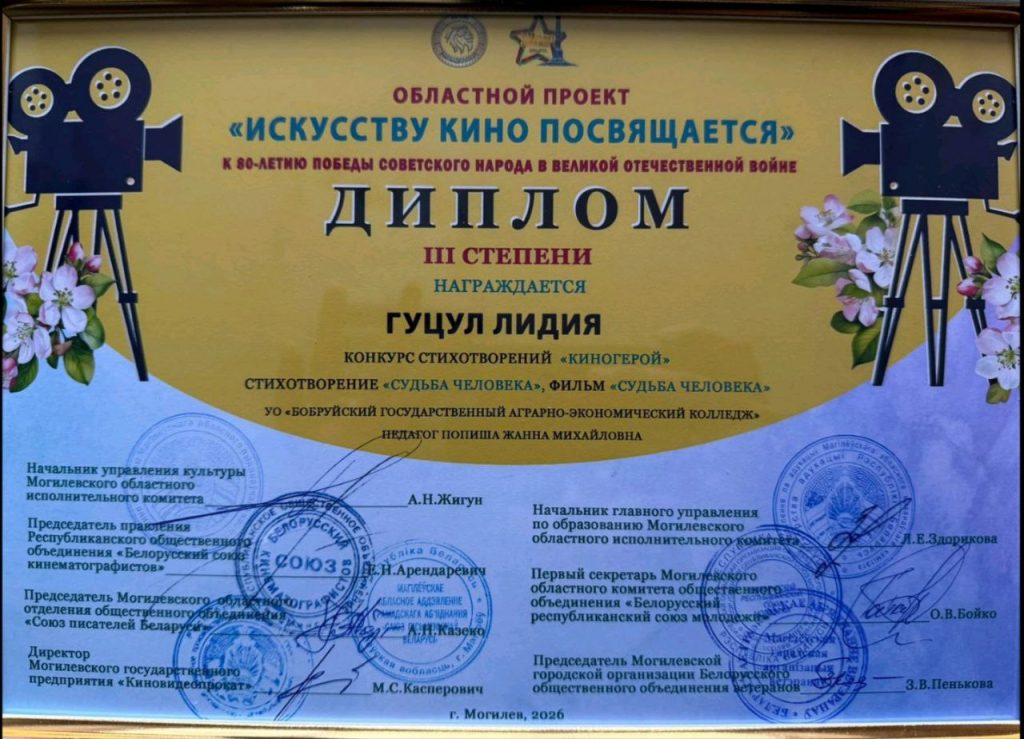 ОБЛАСТНОЙ ПРОЕКТ
«ИСКУССТВУ КИНО ПОСВЯЩАЕТСЯ»
К 80-ЛЕТИЮ ПОБЕДЫ СОВЕТСКОГО НАРОДА В ВЕЛИКОЙ ОТЕЧЕСТВЕННОЙ ВОЙНЕ
ДИПЛОМ
III СТЕПЕНИ
НАГРАЖДАЕТСЯ
ГУЦУЛ ЛИДИЯ
КОНКУРС СТИХОТВОРЕНИЙ «КИНОГЕРОЙ»
СТИХОТВОРЕНИЕ «СУДЬБА ЧЕЛОВЕКА», ФИЛЬМ «СУДЬБА ЧЕЛОВЕКА»
УО «БОБРУЙСКИЙ ГОСУДАРСТВЕННЫЙ АГРАРНО-ЭКОНОМИЧЕСКИЙ КОЛЛЕДЖ»
ПЕДАГОГ ПОПИША ЖАННА МИХАЙЛОВНА
Начальник управления культуры
Могилевского областного
исполнительного комитета А.Н.Жигун
Председатель правления
Республиканского общественного
объединения «Белорусский союз
кинематографистов» Е.Н.Арендаревич
Председатель Могилевского областного
отделения общественного объединения
«Союз писателей Беларуси» А.Н.Казеко
Директор
Могилевского государственного
предприятия «Киновидеопрокат» М.С.Касперович
Начальник главного управления
по образованию Могилевского
областного исполнительного комитета Л.Е.Здорикова
Первый секретарь Могилевского
областного комитета общественного
объединения «Белорусский
республиканский союз молодежи» О.В.Бойко
Председатель Могилевской
городской организации Белорусского
общественного объединения ветеранов З.В.Пенькова
БЕЛОРУССКИЙ
СОЮЗ
КИНЕМАТОГРАФИСТОВ
г. Могилев, 2026